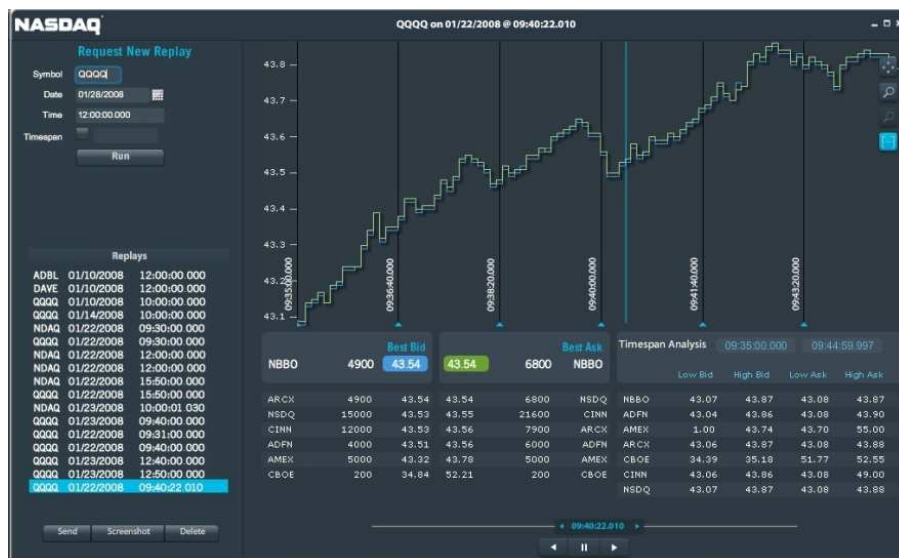 NASDAQ
QQQQ on 01/22/2008 @ 09:40:22.010
Request New Replay
Symbol QQQQ
Date 01/28/2008
Time 12:00:00.000
Timespan
Run
Replays
ADBL 01/10/2008 12:00:00.000
DAVE 01/10/2008 12:00:00.000
QQQQ 01/10/2008 10:00:00.000
QQQQ 01/14/2008 10:00:00.000
NDAQ 01/22/2008 09:30:00.000
QQQQ 01/22/2008 09:30:00.000
NDAQ 01/22/2008 12:00:00.000
NDAQ 01/22/2008 12:00:00.000
NDAQ 01/22/2008 15:50:00.000
QQQQ 01/22/2008 15:50:00.000
NDAQ 01/23/2008 10:00:01.030
QQQQ 01/23/2008 09:40:00.000
QQQQ 01/22/2008 09:31:00.000
QQQQ 01/22/2008 09:40:00.000
QQQQ 01/23/2008 12:40:00.000
QQQQ 01/23/2008 12:50:00.000
QQQQ 01/22/2008 09:40:22.010
Send Screenshot Delete
43.8
43.7
43.6
43.5
43.4
43.3
43.2
43.1
09:35:00.000
09:36:40.000
09:38:20.000
09:40:00.000
09:41:40.000
09:43:20.000
Best Bid Best Ask
NBBO 4900 43.54 43.54 6800 NBBO
ARCX 4900 43.54 43.54 6800 NSDQ
NSDQ 15000 43.53 43.55 21600 CINN
CINN 12000 43.53 43.56 7900 ARCX
ADFN 4000 43.51 43.56 6000 ADFN
AMEX 5000 43.32 43.78 5000 AMEX
CBOE 200 34.84 52.21 200 CBOE
Timespan Analysis 09:35:00.000 09:44:59.997
Low Bid High Bid Low Ask High Ask
NBBO 43.07 43.87 43.08 43.87
ADFN 43.04 43.86 43.08 43.90
AMEX 1.00 43.74 43.70 55.00
ARCX 43.06 43.87 43.08 43.88
CBOE 34.39 35.18 51.77 52.55
CINN 43.06 43.86 43.08 49.00
NSDQ 43.07 43.87 43.08 43.88
09:40:22.010